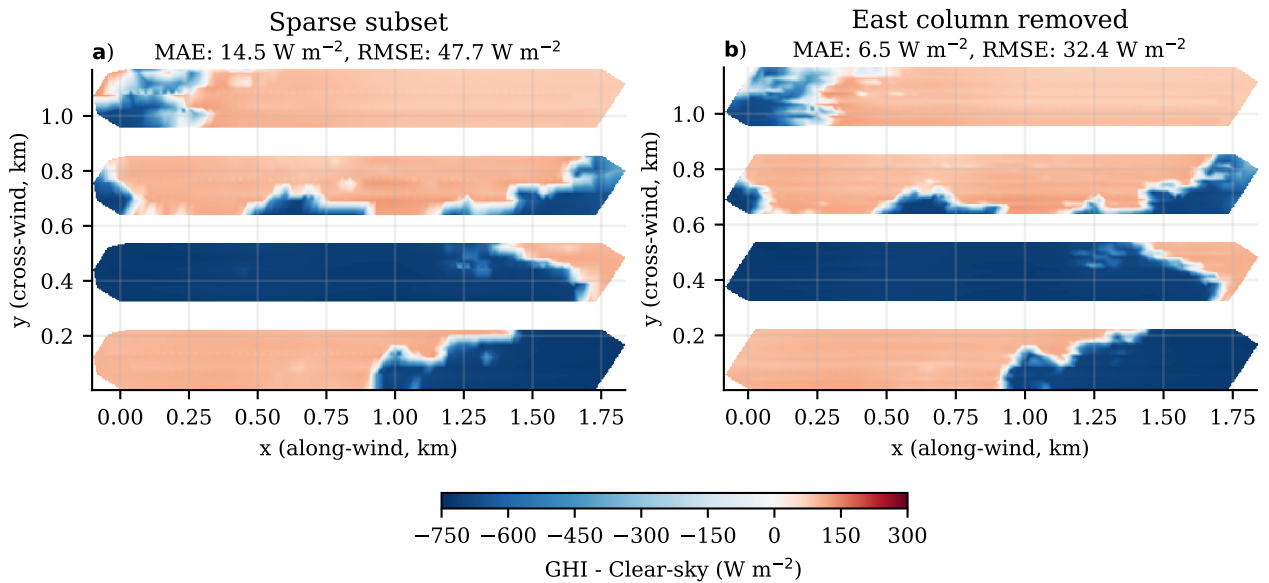 Sparse subset
a) MAE: 14.5 W m⁻², RMSE: 47.7 W m⁻²
y (cross-wind, km)
1.0
0.8
0.6
0.4
0.2
0.00 0.25 0.50 0.75 1.00 1.25 1.50 1.75
x (along-wind, km)
East column removed
b) MAE: 6.5 W m⁻², RMSE: 32.4 W m⁻²
y (cross-wind, km)
1.0
0.8
0.6
0.4
0.2
0.00 0.25 0.50 0.75 1.00 1.25 1.50 1.75
x (along-wind, km)
−750 −600 −450 −300 −150 0 150 300
GHI - Clear-sky (W m⁻²)